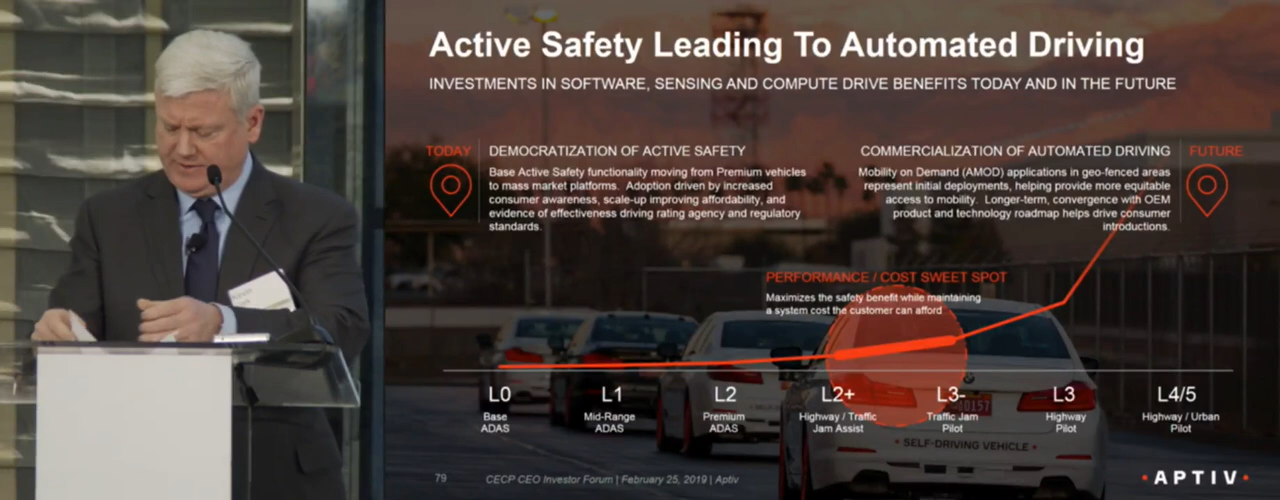 Active Safety Leading To Automated Driving
INVESTMENTS IN SOFTWARE, SENSING AND COMPUTE DRIVE BENEFITS TODAY AND IN THE FUTURE
TODAY
DEMOCRATIZATION OF ACTIVE SAFETY
Base Active Safety functionality moving from Premium vehicles
to mass market platforms. Adoption driven by increased
consumer awareness, scale-up improving affordability, and
evidence of effectiveness driving rating agency and regulatory
standards.
COMMERCIALIZATION OF AUTOMATED DRIVING
FUTURE
Mobility on Demand (AMOD) applications in geo-fenced areas
represent initial deployments, helping provide more equitable
access to mobility. Longer-term, convergence with OEM
product and technology roadmap helps drive consumer
introductions.
PERFORMANCE / COST SWEET SPOT
Maximizes the safety benefit while maintaining
a system cost the customer can afford
L0
Base
ADAS
L1
Mid-Range
ADAS
L2
Premium
ADAS
L2+
Highway / Traffic
Jam Assist
L3-
Traffic Jam
Pilot
L3
Highway
Pilot
L4/5
Highway / Urban
Pilot
• SELF-DRIVING VEHICLE •
79
CECP CEO Investor Forum | February 25, 2019 | Aptiv
• APTIV •